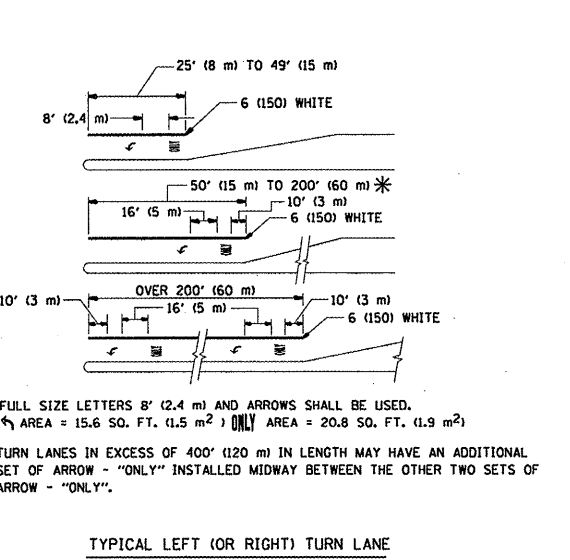 25' (8 m) TO 49' (15 m)
6 (150) WHITE
8' (2.4 m)
50' (15 m) TO 200' (60 m) *
10' (3 m)
16' (5 m)
6 (150) WHITE
OVER 200' (60 m)
10' (3 m)
16' (5 m)
10' (3 m)
6 (150) WHITE
FULL SIZE LETTERS 8' (2.4 m) AND ARROWS SHALL BE USED.
AREA = 15.6 SQ. FT. (1.5 m²) ONLY AREA = 20.8 SQ. FT. (1.9 m²)
TURN LANES IN EXCESS OF 400' (120 m) IN LENGTH MAY HAVE AN ADDITIONAL
SET OF ARROW - "ONLY" INSTALLED MIDWAY BETWEEN THE OTHER TWO SETS OF
ARROW - "ONLY".
TYPICAL LEFT (OR RIGHT) TURN LANE